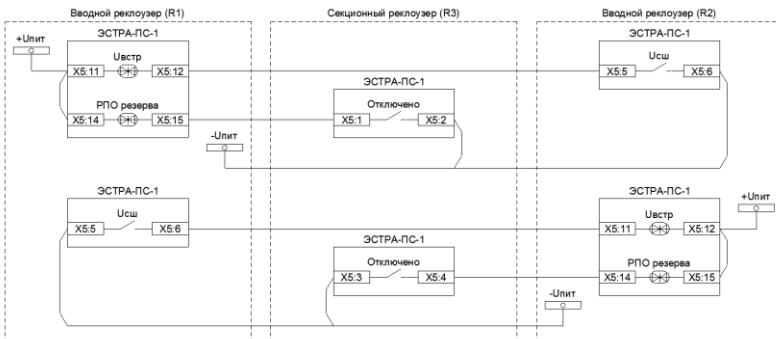 Вводной реклоузер (R1) Секционный реклоузер (R3) Вводной реклоузер (R2)
+Uпит ЭСТРА-ПС-1 ЭСТРА-ПС-1
Uвстр Uсш
X5:11 X5:12 X5:5 X5:6
ЭСТРА-ПС-1
РПО резерва Отключено
X5:14 X5:15 X5:1 X5:2
-Uпит
ЭСТРА-ПС-1 ЭСТРА-ПС-1 +Uпит
Uсш Uвстр
X5:5 X5:6 X5:11 X5:12
ЭСТРА-ПС-1
Отключено РПО резерва
X5:3 X5:4 X5:14 X5:15
-Uпит